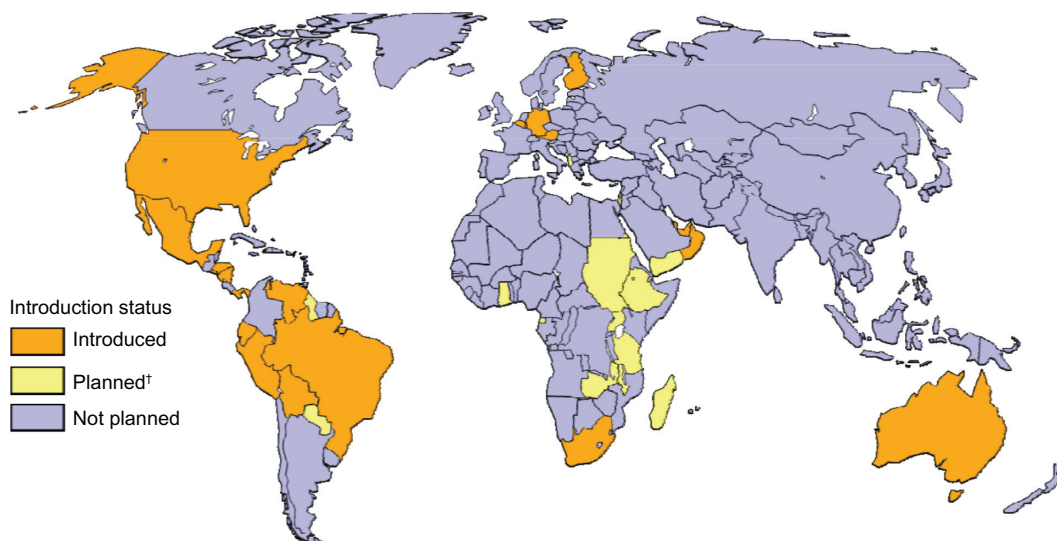 Introduction status
Introduced
Planned†
Not planned